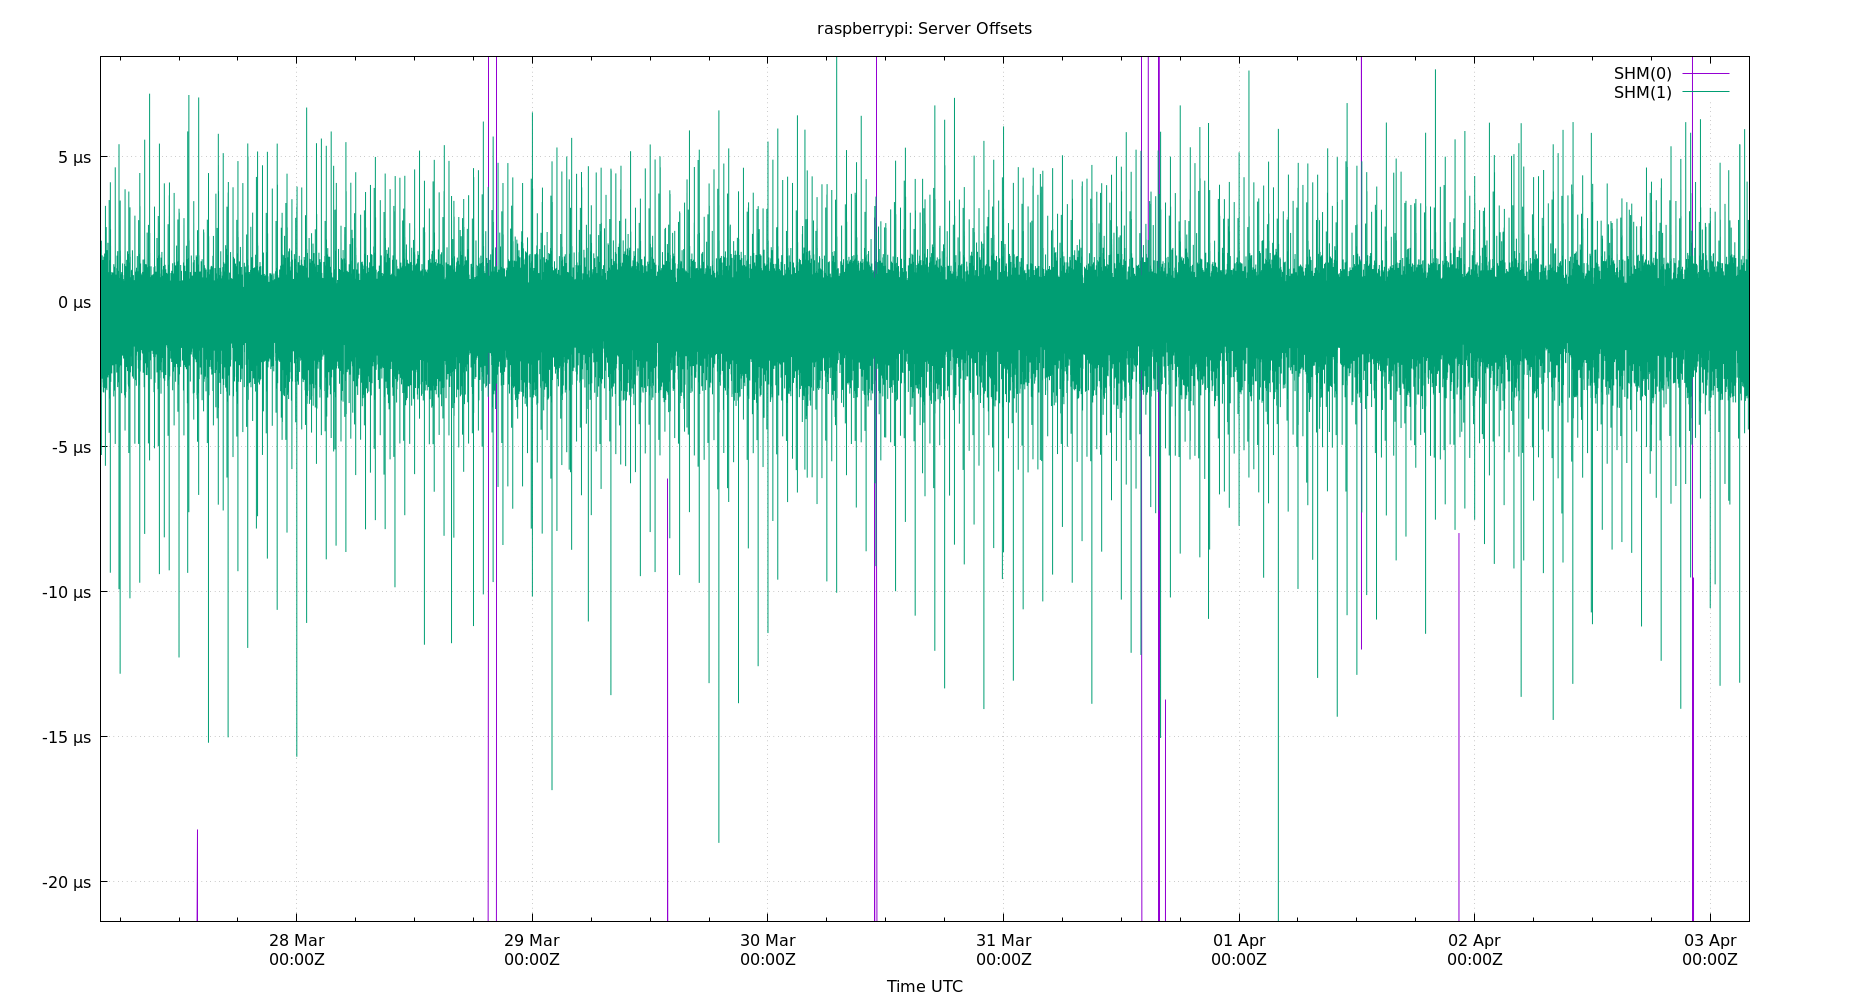 raspberrypi: Server Offsets
SHM(0)
SHM(1)
5 µs
0 µs
-5 µs
-10 µs
-15 µs
-20 µs
28 Mar
00:00Z
29 Mar
00:00Z
30 Mar
00:00Z
31 Mar
00:00Z
01 Apr
00:00Z
02 Apr
00:00Z
03 Apr
00:00Z
Time UTC